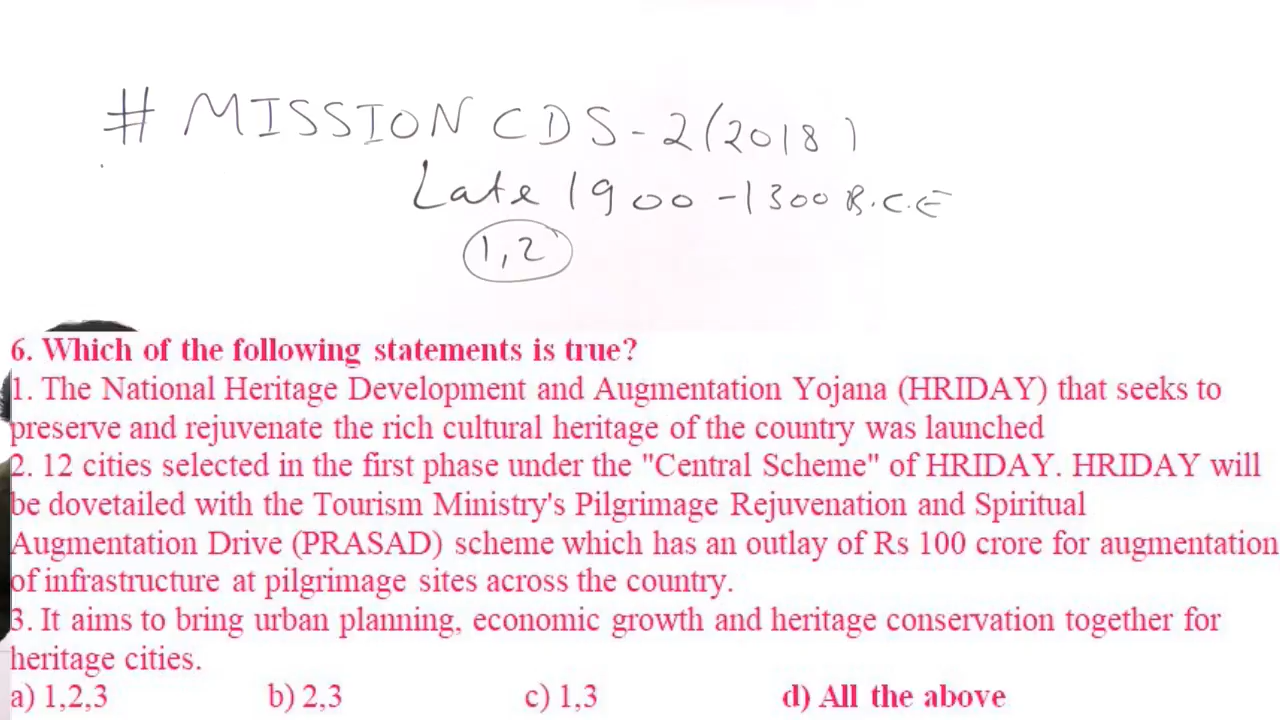 # MISSION CDS-2(2018)
Late 1900-1300 B.C.E
1,2
6. Which of the following statements is true?
1. The National Heritage Development and Augmentation Yojana (HRIDAY) that seeks to
preserve and rejuvenate the rich cultural heritage of the country was launched
2. 12 cities selected in the first phase under the "Central Scheme" of HRIDAY. HRIDAY will
be dovetailed with the Tourism Ministry's Pilgrimage Rejuvenation and Spiritual
Augmentation Drive (PRASAD) scheme which has an outlay of Rs 100 crore for augmentation
of infrastructure at pilgrimage sites across the country.
3. It aims to bring urban planning, economic growth and heritage conservation together for
heritage cities.
a) 1,2,3 b) 2,3 c) 1,3 d) All the above